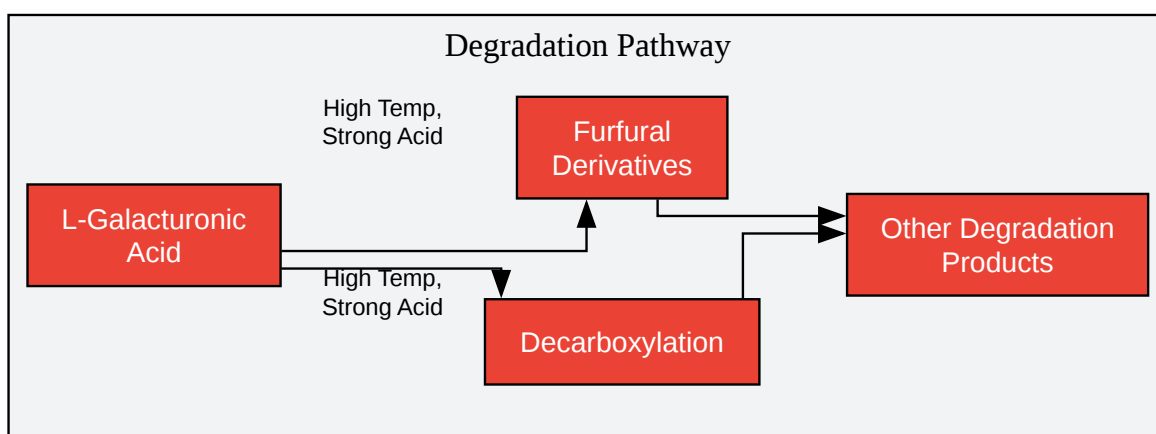 Degradation Pathway
High Temp,
Strong Acid
Furfural
Derivatives
L-Galacturonic
Acid
Other Degradation
Products
High Temp,
Strong Acid
Decarboxylation